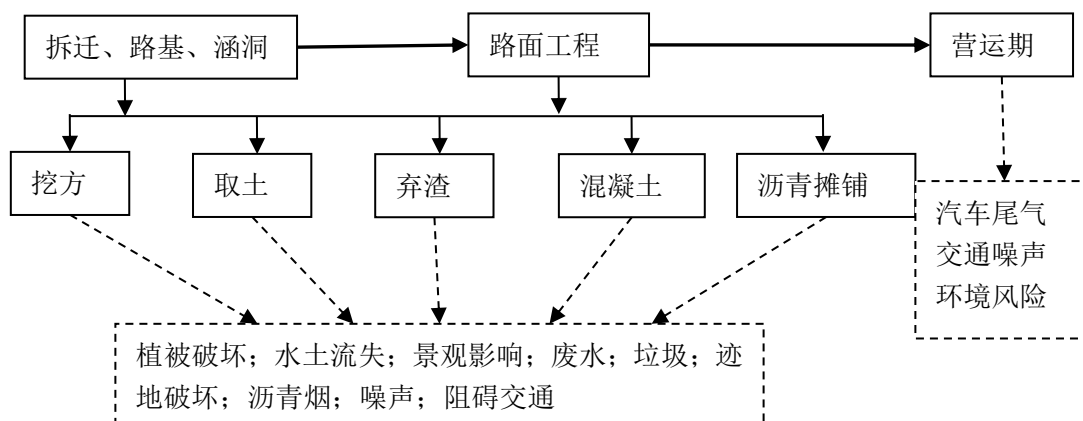 拆迁、路基、涵洞
路面工程
营运期
挖方
取土
弃渣
混凝土
沥青摊铺
汽车尾气
交通噪声
环境风险
植被破坏；水土流失；景观影响；废水；垃圾；迹
地破坏；沥青烟；噪声；阻碍交通